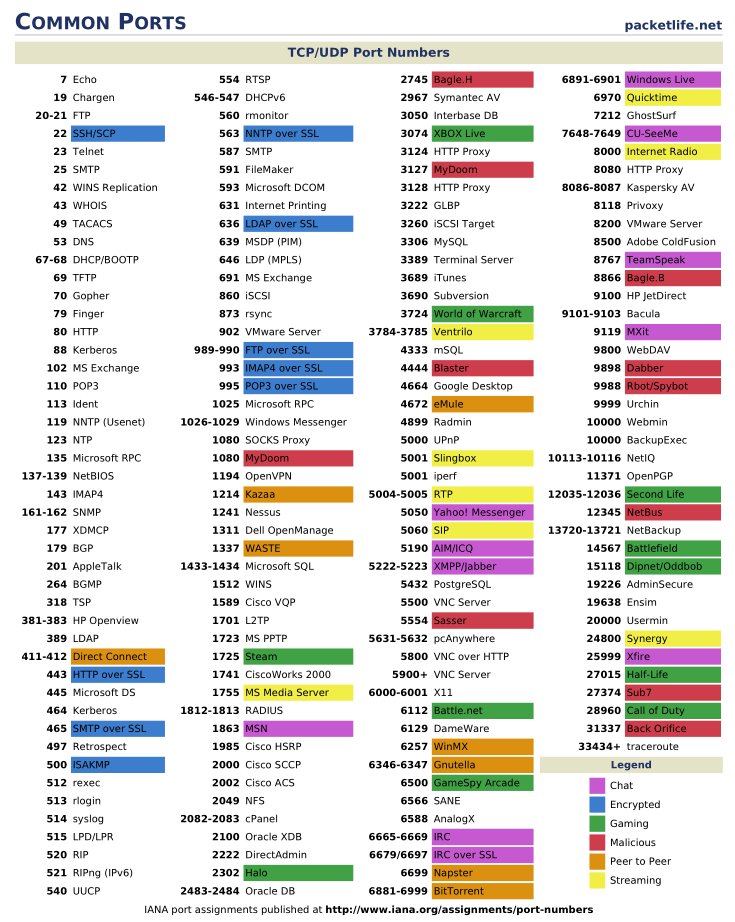 COMMON PORTS
packetlife.net
TCP/UDP Port Numbers
7 Echo
19 Chargen
20-21 FTP
22 SSH/SCP
23 Telnet
25 SMTP
42 WINS Replication
43 WHOIS
49 TACACS
53 DNS
67-68 DHCP/BOOTP
69 TFTP
70 Gopher
79 Finger
80 HTTP
88 Kerberos
102 MS Exchange
110 POP3
113 Ident
119 NNTP (Usenet)
123 NTP
135 Microsoft RPC
137-139 NetBIOS
143 IMAP4
161-162 SNMP
177 XDMCP
179 BGP
201 AppleTalk
264 BGMP
318 TSP
381-383 HP Openview
389 LDAP
411-412 Direct Connect
443 HTTP over SSL
445 Microsoft DS
464 Kerberos
465 SMTP over SSL
497 Retrospect
500 ISAKMP
512 rexec
513 rlogin
514 syslog
515 LPD/LPR
520 RIP
521 RIPng (IPv6)
540 UUCP
554 RTSP
546-547 DHCPv6
560 rmonitor
563 NNTP over SSL
587 SMTP
591 FileMaker
593 Microsoft DCOM
631 Internet Printing
636 LDAP over SSL
639 MSDP (PIM)
646 LDP (MPLS)
691 MS Exchange
860 iSCSI
873 rsync
902 VMware Server
989-990 FTP over SSL
993 IMAP4 over SSL
995 POP3 over SSL
1025 Microsoft RPC
1026-1029 Windows Messenger
1080 SOCKS Proxy
1080 MyDoom
1194 OpenVPN
1214 Kazaa
1241 Nessus
1311 Dell OpenManage
1337 WASTE
1433-1434 Microsoft SQL
1512 WINS
1589 Cisco VQP
1701 L2TP
1723 MS PPTP
1725 Steam
1741 CiscoWorks 2000
1755 MS Media Server
1812-1813 RADIUS
1863 MSN
1985 Cisco HSRP
2000 Cisco SCCP
2002 Cisco ACS
2049 NFS
2082-2083 cPanel
2100 Oracle XDB
2222 DirectAdmin
2302 Halo
2483-2484 Oracle DB
2745 Bagle.H
2967 Symantec AV
3050 Interbase DB
3074 XBOX Live
3124 HTTP Proxy
3127 MyDoom
3128 HTTP Proxy
3222 GLBP
3260 iSCSI Target
3306 MySQL
3389 Terminal Server
3689 iTunes
3690 Subversion
3724 World of Warcraft
3784-3785 Ventrilo
4333 mSQL
4444 Blaster
4664 Google Desktop
4672 eMule
4899 Radmin
5000 UPnP
5001 Slingbox
5001 iperf
5004-5005 RTP
5050 Yahoo! Messenger
5060 SIP
5190 AIM/ICQ
5222-5223 XMPP/Jabber
5432 PostgreSQL
5500 VNC Server
5554 Sasser
5631-5632 pcAnywhere
5800 VNC over HTTP
5900+ VNC Server
6000-6001 X11
6112 Battle.net
6129 DameWare
6257 WinMX
6346-6347 Gnutella
6500 GameSpy Arcade
6566 SANE
6588 AnalogX
6665-6669 IRC
6679/6697 IRC over SSL
6699 Napster
6881-6999 BitTorrent
6891-6901 Windows Live
6970 Quicktime
7212 GhostSurf
7648-7649 CU-SeeMe
8000 Internet Radio
8080 HTTP Proxy
8086-8087 Kaspersky AV
8118 Privoxy
8200 VMware Server
8500 Adobe ColdFusion
8767 TeamSpeak
8866 Bagle.B
9100 HP JetDirect
9101-9103 Bacula
9119 MXit
9800 WebDAV
9898 Dabber
9988 Rbot/Spybot
9999 Urchin
10000 Webmin
10000 BackupExec
10113-10116 NetIQ
11371 OpenPGP
12035-12036 Second Life
12345 NetBus
13720-13721 NetBackup
14567 Battlefield
15118 Dipnet/Oddbob
19226 AdminSecure
19638 Ensim
20000 Usermin
24800 Synergy
25999 Xfire
27015 Half-Life
27374 Sub7
28960 Call of Duty
31337 Back Orifice
33434+ traceroute
Legend
Chat
Encrypted
Gaming
Malicious
Peer to Peer
Streaming
IANA port assignments published at http://www.iana.org/assignments/port-numbers